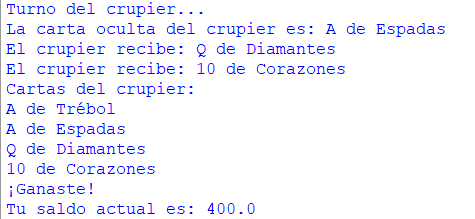 Turno del crupier...
La carta oculta del crupier es: A de Espadas
El crupier recibe: Q de Diamantes
El crupier recibe: 10 de Corazones
Cartas del crupier:
A de Trébol
A de Espadas
Q de Diamantes
10 de Corazones
¡Ganaste!
Tu saldo actual es: 400.0